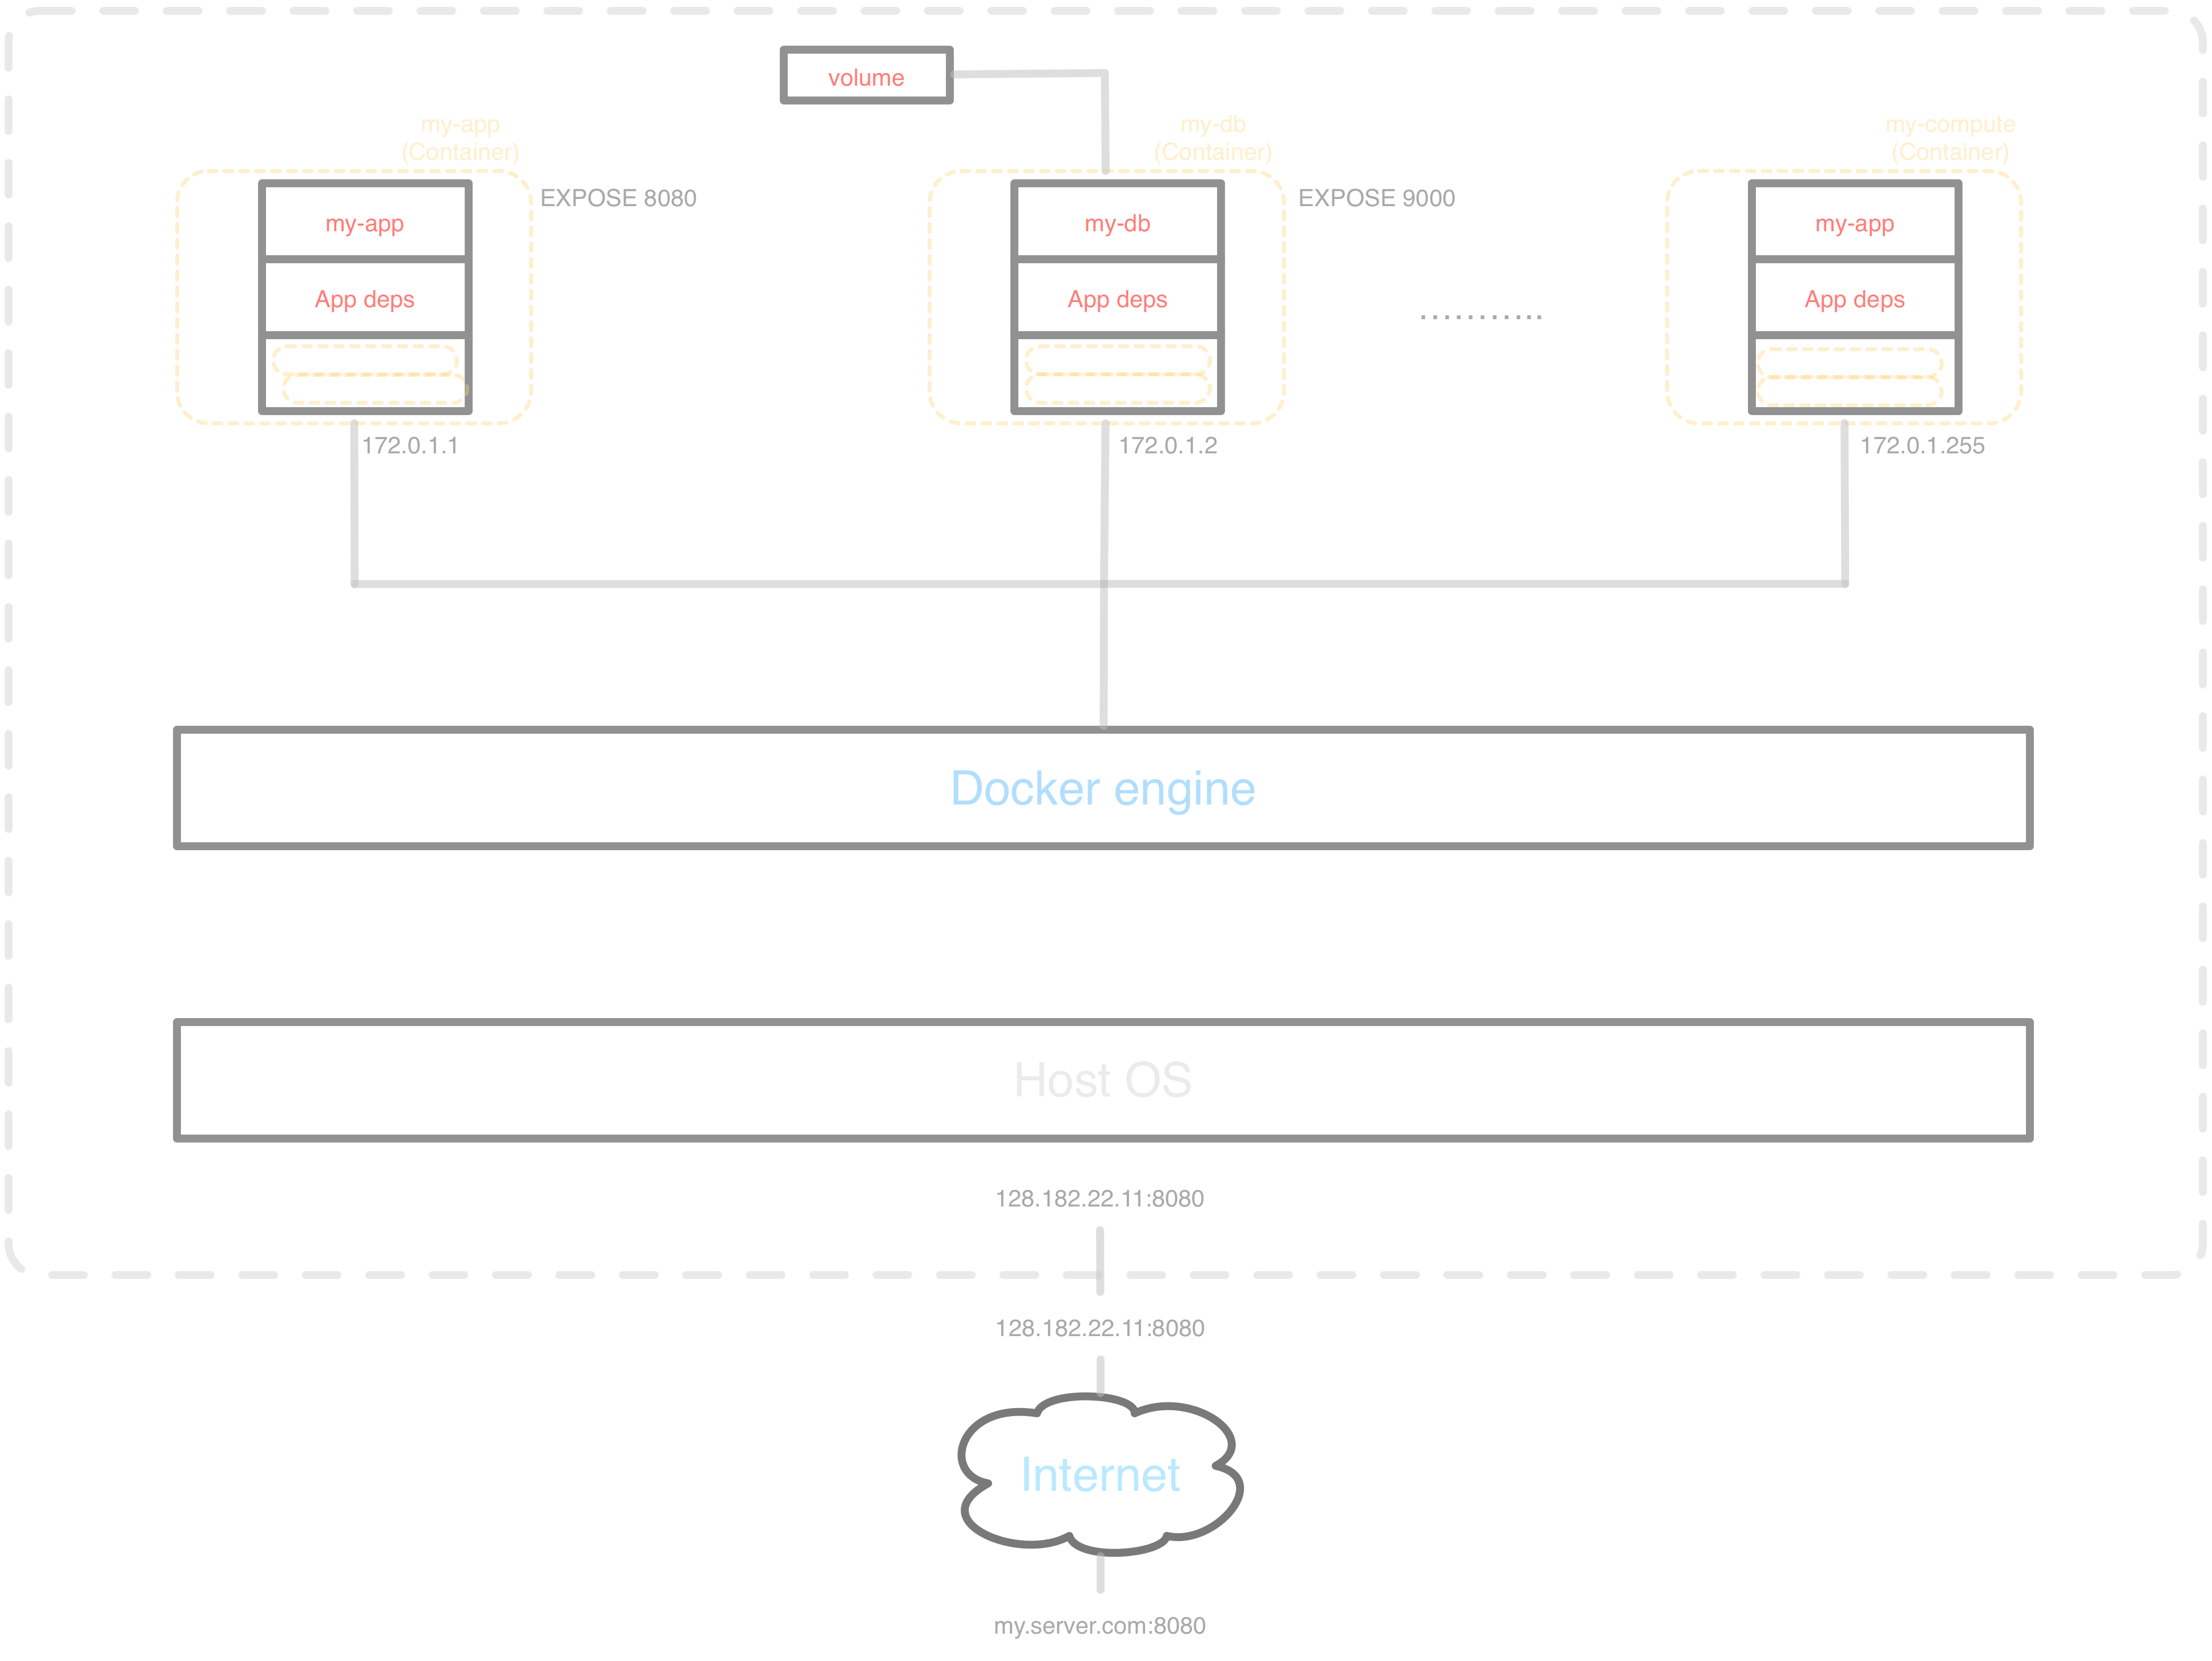 volume
my-app
(Container)
my-db
(Container)
my-compute
(Container)
my-app
EXPOSE 8080
my-db
EXPOSE 9000
my-app
App deps
App deps
...........
App deps
172.0.1.1
172.0.1.2
172.0.1.255
Docker engine
Host OS
128.182.22.11:8080
128.182.22.11:8080
Internet
my.server.com:8080